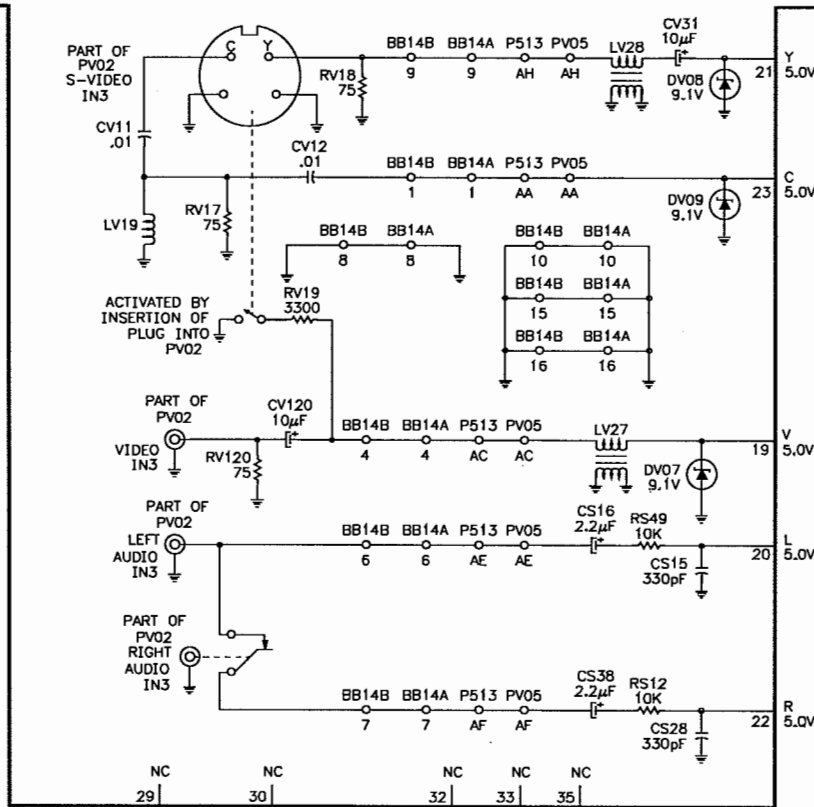 PART OF
PV02
S-VIDEO
IN3
C Y
RV18
75
BB14B BB14A P513 PV05
9 9 AH AH
LV28
CV31
10µF
DV08
9.1V
21
Y
5.0V
CV11
.01
CV12
.01
BB14B BB14A P513 PV05
1 1 AA AA
DV09
9.1V
23
C
5.0V
LV19
RV17
75
BB14B BB14A
8 8
BB14B BB14A
10 10
BB14B BB14A
15 15
BB14B BB14A
16 16
ACTIVATED BY
INSERTION OF
PLUG INTO
PV02
RV19
3300
PART OF
PV02
VIDEO
IN3
RV120
75
CV120
10µF
BB14B BB14A P513 PV05
4 4 AC AC
LV27
DV07
9.1V
19
V
5.0V
PART OF
PV02
LEFT
AUDIO
IN3
BB14B BB14A P513 PV05
6 6 AE AE
CS16
2.2µF
RS49
10K
CS15
330pF
20
L
5.0V
PART OF
PV02
RIGHT
AUDIO
IN3
BB14B BB14A P513 PV05
7 7 AF AF
CS38
2.2µF
RS12
10K
CS28
330pF
22
R
5.0V
NC NC NC NC NC
29 30 32 33 35